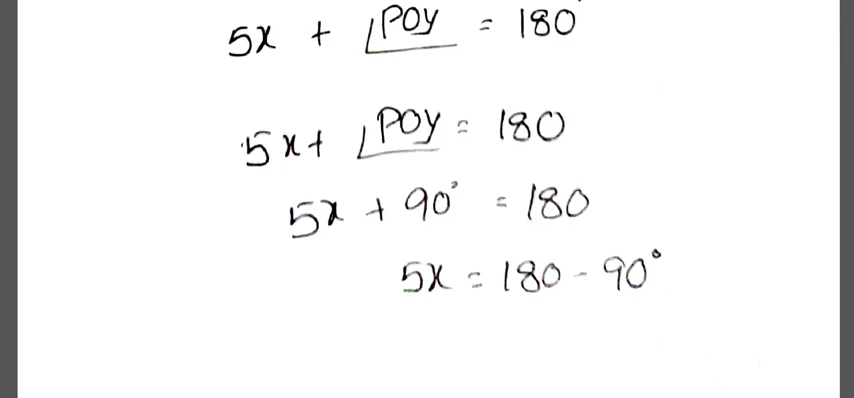 5x + ∠POY = 180°
5x + ∠POY = 180
5x + 90° = 180
5x = 180 - 90°